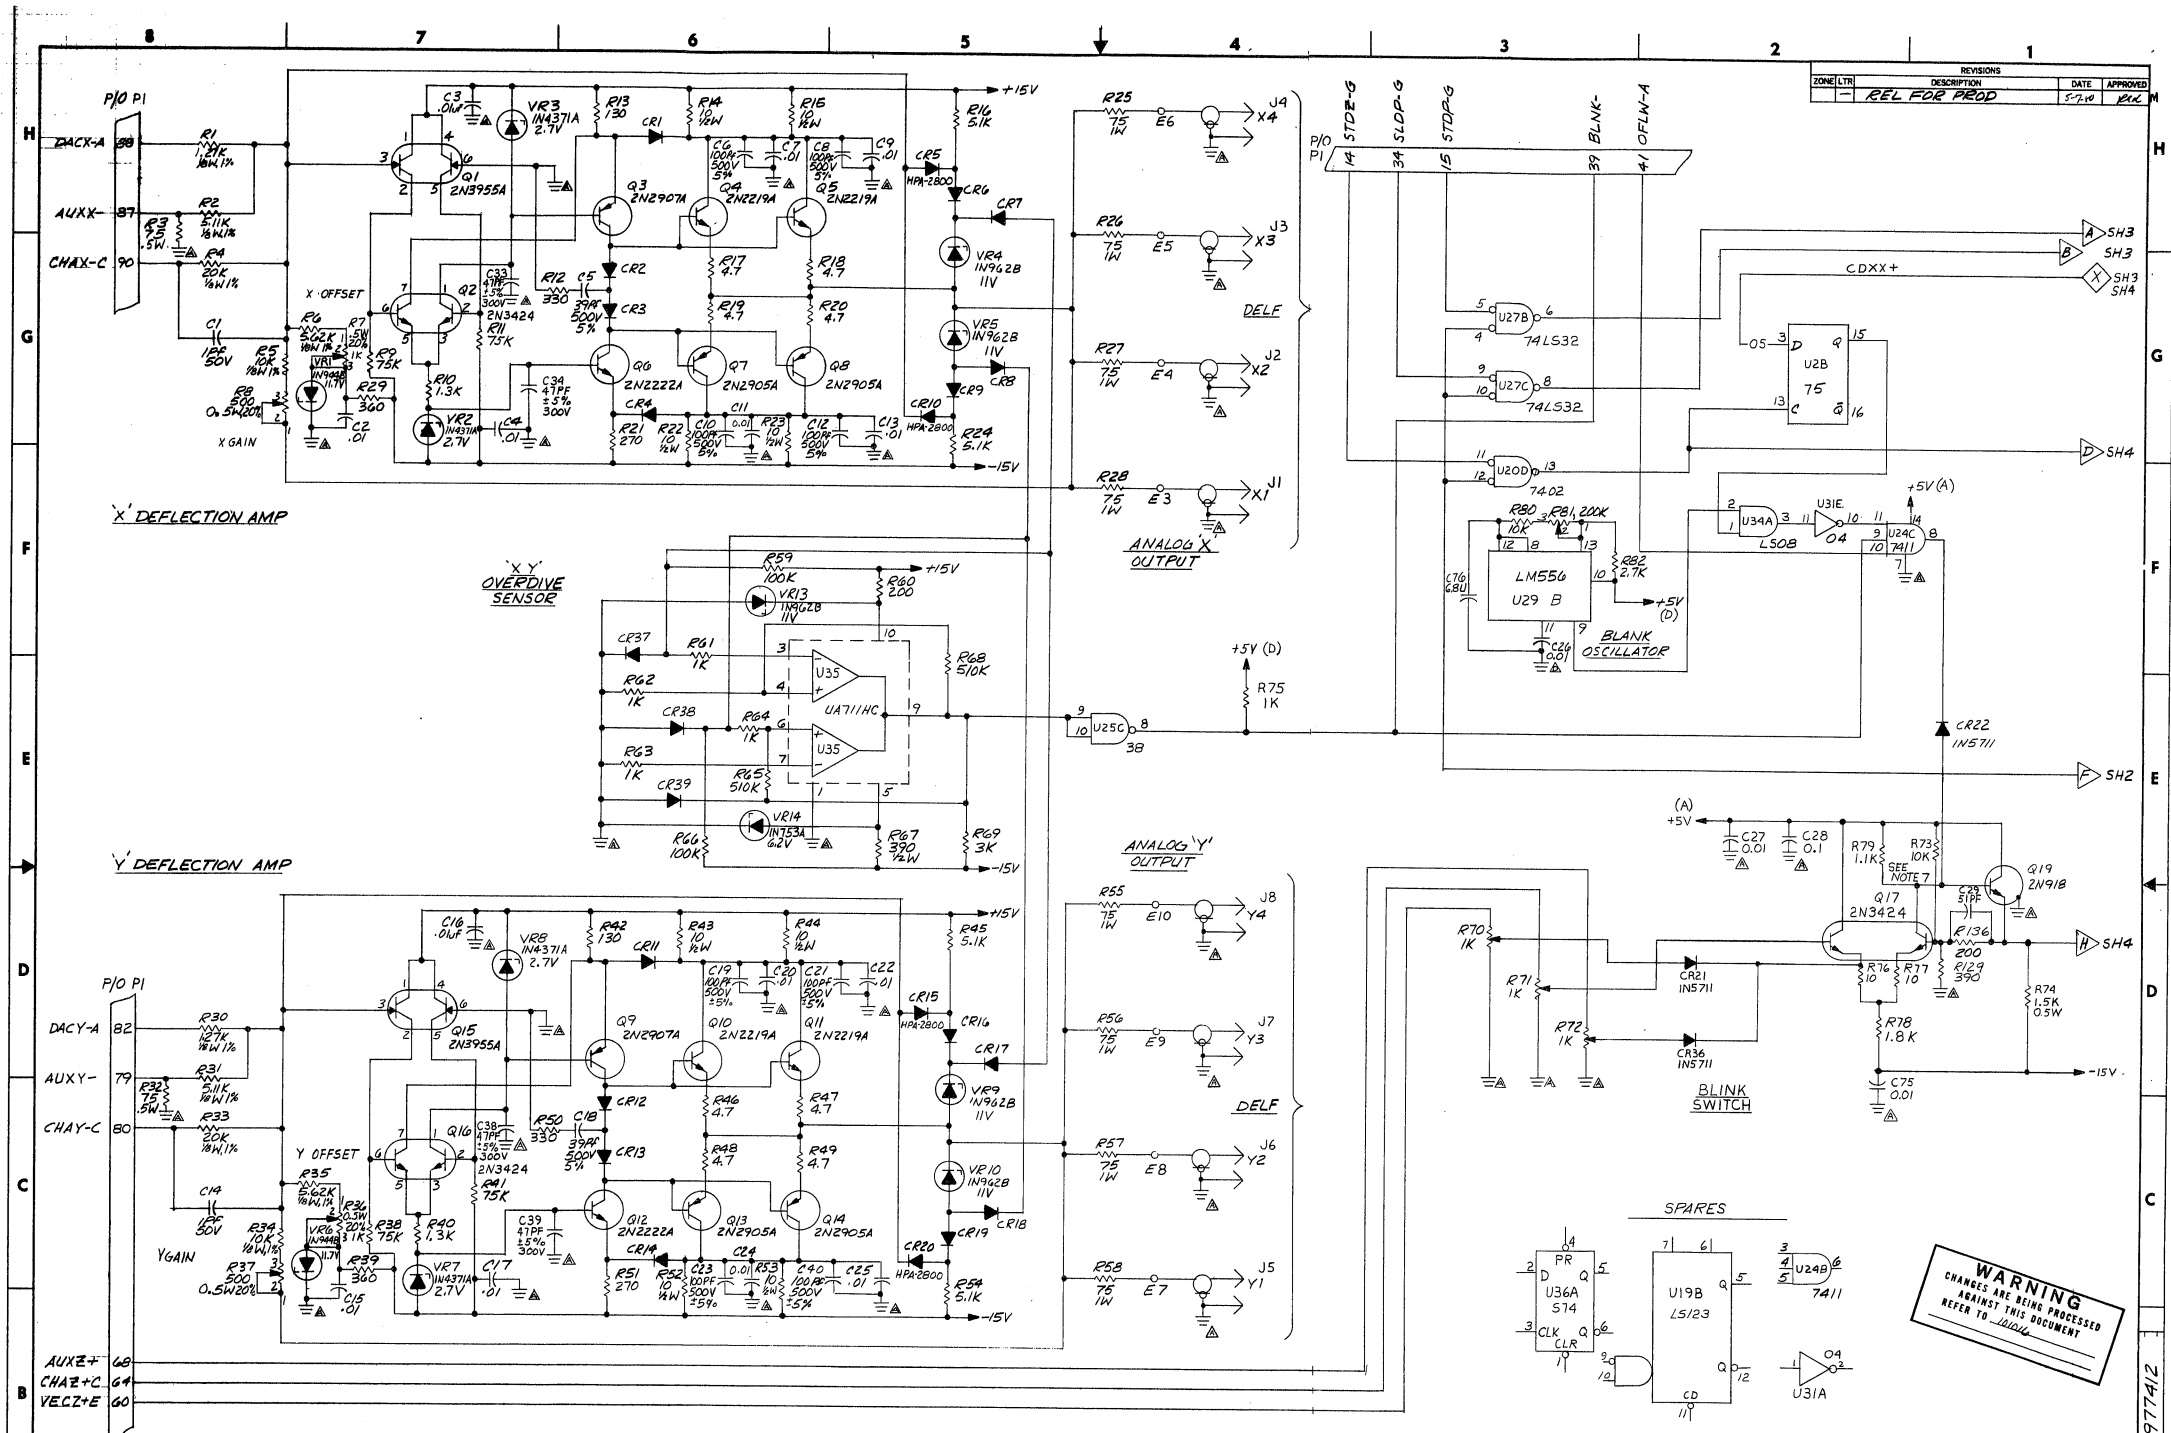 8 7 6 5 4 3 2 1
REVISIONS
ZONE LTR DESCRIPTION DATE APPROVED
- REL FOR PROD
H
G
F
E
D
C
B
P/O P1
DACX-A 88
AUXX- 87
CHAX-C 90
R1
1.27K
1/8W,1%
R2
5.11K
1/8W,1%
R3
75
.5W
R4
20K
1/8W 1%
C1
1PF
50V
R5
10K
1/8W 1%
R8
500
0.5W,20%
X GAIN
X OFFSET
R6
5.62K
1/8W 1%
R7
.5W
20%
1K
VR1
1N944B
11.7V
C2
.01
R9
75K
R29
360
R10
1.3K
VR2
1N4371A
2.7V
C4
.01
R11
75K
Q1
2N3955A
Q2
2N3424
C3
.01uf
VR3
1N4371A
2.7V
C33
47PF
±5%
300V
R12
330
C5
39PF
500V
5%
C34
47PF
±5%
300V
R13
130
CR1
R14
10
1/2W
R15
10
1/2W
C6
100PF
500V
5%
C7
.01
C8
100PF
500V
5%
C9
.01
Q3
2N2907A
Q4
2N2219A
Q5
2N2219A
CR2
CR3
R17
4.7
R18
4.7
R19
4.7
R20
4.7
Q6
2N2222A
Q7
2N2905A
Q8
2N2905A
CR4
R21
270
R22
10
1/2W
C10
100PF
500V
5%
C11
0.01
R23
10
1/2W
C12
100PF
500V
5%
C13
.01
R16
5.1K
+15V
CR5
HPA-2800
CR6
CR7
VR4
1N962B
11V
VR5
1N962B
11V
CR8
CR9
CR10
HPA-2800
R24
5.1K
-15V
R25
75
1W
E6
J4
X4
R26
75
1W
E5
J3
X3
DELF
R27
75
1W
E4
J2
X2
R28
75
1W
E3
J1
X1
ANALOG 'X'
OUTPUT
'X' DEFLECTION AMP
P/O
P1
14 STDZ-G
34 SLDP-G
15 STDP-G
39 BLNK-
41 OFLW-A
A SH3
B SH3
CDXX+
X SH3
SH4
U27B
74LS32
U27C
74LS32
U20D
7402
05 3 D Q 15
U2B
75
13 C Q 16
D SH4
R80
10K
R81, 200K
R82
2.7K
C76
6.8U
LM556
U29 B
+5V
(D)
C26
0.01
BLANK
OSCILLATOR
U34A
LS08
U31E
04
+5V(A)
U24C
7411
'X Y'
OVERDIVE
SENSOR
R59
100K
+15V
R60
200
VR13
1N962B
11V
CR37
R61
1K
R62
1K
CR38
R64
1K
R63
1K
R65
510K
CR39
U35
UA711HC
U35
R68
510K
VR14
1N753A
6.2V
R66
100K
R67
390
1/2W
R69
3K
-15V
U25C
38
+5V (D)
R75
1K
CR22
1N5711
F SH2
(A)
+5V
C27
0.01
C28
0.1
R79
1.1K
SEE
NOTE 7
R73
10K
Q19
2N918
Q17
2N3424
C29
51PF
R136
200
R129
390
H SH4
R76
10
R77
10
R78
1.8K
R74
1.5K
0.5W
-15V
C75
0.01
R70
1K
R71
1K
R72
1K
CR21
1N5711
CR36
1N5711
BLINK
SWITCH
'Y' DEFLECTION AMP
P/O P1
DACY-A 82
AUXY- 79
CHAY-C 80
R30
1.27K
1/8W 1%
R31
5.11K
1/8W 1%
R32
75
.5W
R33
20K
1/8W,1%
C14
1PF
50V
R34
10K
1/8W,1%
R37
500
0.5W20%
Y GAIN
Y OFFSET
R35
5.62K
1/8W,1%
R36
0.5W
20%
1K
VR6
1N944B
11.7V
C15
.01
R38
75K
R39
360
R40
1.3K
VR7
1N4371A
2.7V
C17
.01
R41
75K
Q15
2N3955A
Q16
2N3424
C16
.01uf
VR8
1N4371A
2.7V
C38
47PF
±5%
300V
R50
330
C18
39PF
500V
5%
C39
47PF
±5%
300V
R42
130
CR11
R43
10
1/2W
R44
10
1/2W
C19
100PF
500V
±5%
C20
.01
C21
100PF
500V
±5%
C22
.01
Q9
2N2907A
Q10
2N2219A
Q11
2N2219A
CR12
CR13
R46
4.7
R47
4.7
R48
4.7
R49
4.7
Q12
2N2222A
Q13
2N2905A
Q14
2N2905A
CR14
R51
270
R52
10
1/2W
C23
100PF
500V
±5%
C24
0.01
R53
10
1/2W
C40
100PF
500V
±5%
C25
.01
+15V
R45
5.1K
CR15
HPA-2800
CR16
CR17
VR9
1N962B
11V
VR10
1N962B
11V
CR18
CR19
CR20
HPA-2800
R54
5.1K
-15V
ANALOG 'Y'
OUTPUT
R55
75
1W
E10
J8
Y4
R56
75
1W
E9
J7
Y3
DELF
R57
75
1W
E8
J6
Y2
R58
75
1W
E7
J5
Y1
AUXZ+ 68
CHAZ+C 64
VECZ+E 60
SPARES
PR
D Q
U36A
S74
CLK Q
CLR
U19B
LS123
Q
Q
CD
U24B
7411
04
U31A
WARNING
CHANGES ARE BEING PROCESSED
AGAINST THIS DOCUMENT
REFER TO
977412